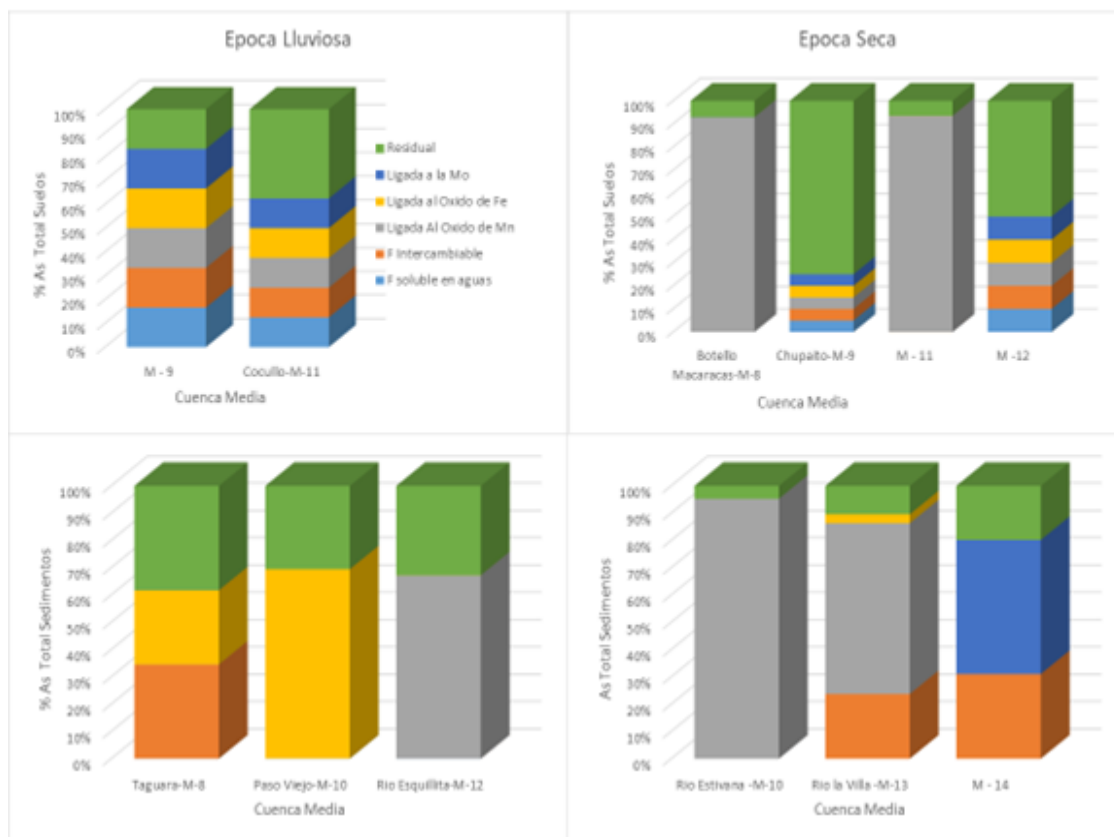 Epoca Lluviosa
% As Total Suelos
100%
90%
80%
70%
60%
50%
40%
30%
20%
10%
0%
M - 9
Cocullo-M-11
Cuenca Media
Residual
Ligada a la Mo
Ligada al Oxido de Fe
Ligada Al Oxido de Mn
F Intercambiable
F soluble en aguas
Epoca Seca
% As Total Suelos
100%
90%
80%
70%
60%
50%
40%
30%
20%
10%
0%
Botello
Macaracas-M-8
Chupaito-M-9
M - 11
M -12
Cuenca Media
% As Total Sedimentos
100%
90%
80%
70%
60%
50%
40%
30%
20%
10%
0%
Taguara-M-8
Paso Viejo-M-10
Rio Esquillita-M-12
Cuenca Media
As Total Sedimentos
100%
90%
80%
70%
60%
50%
40%
30%
20%
10%
0%
Rio Estivana -M-10
Rio la Villa -M-13
M - 14
Cuenca Media